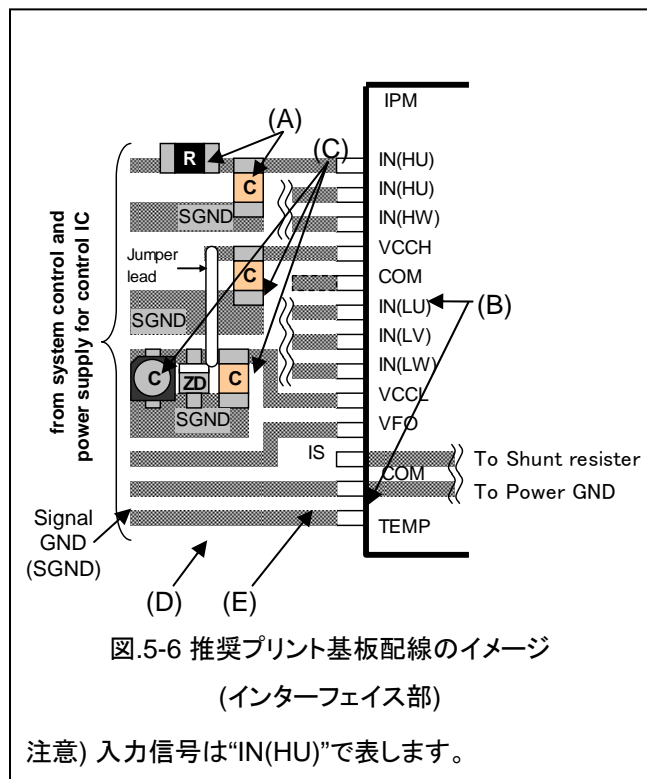 IPM
(A)
(C)
R
IN(HU)
C
IN(HU)
SGND
IN(HW)
VCCH
Jumper
lead
C
COM
IN(LU)
(B)
SGND
IN(LV)
IN(LW)
C
ZD
C
VCCL
SGND
VFO
from system control and
power supply for control IC
IS
To Shunt resister
COM
To Power GND
Signal
GND
(SGND)
TEMP
(D)
(E)
図.5-6 推奨プリント基板配線のイメージ
(インターフェイス部)
注意) 入力信号は“IN(HU)”で表します。